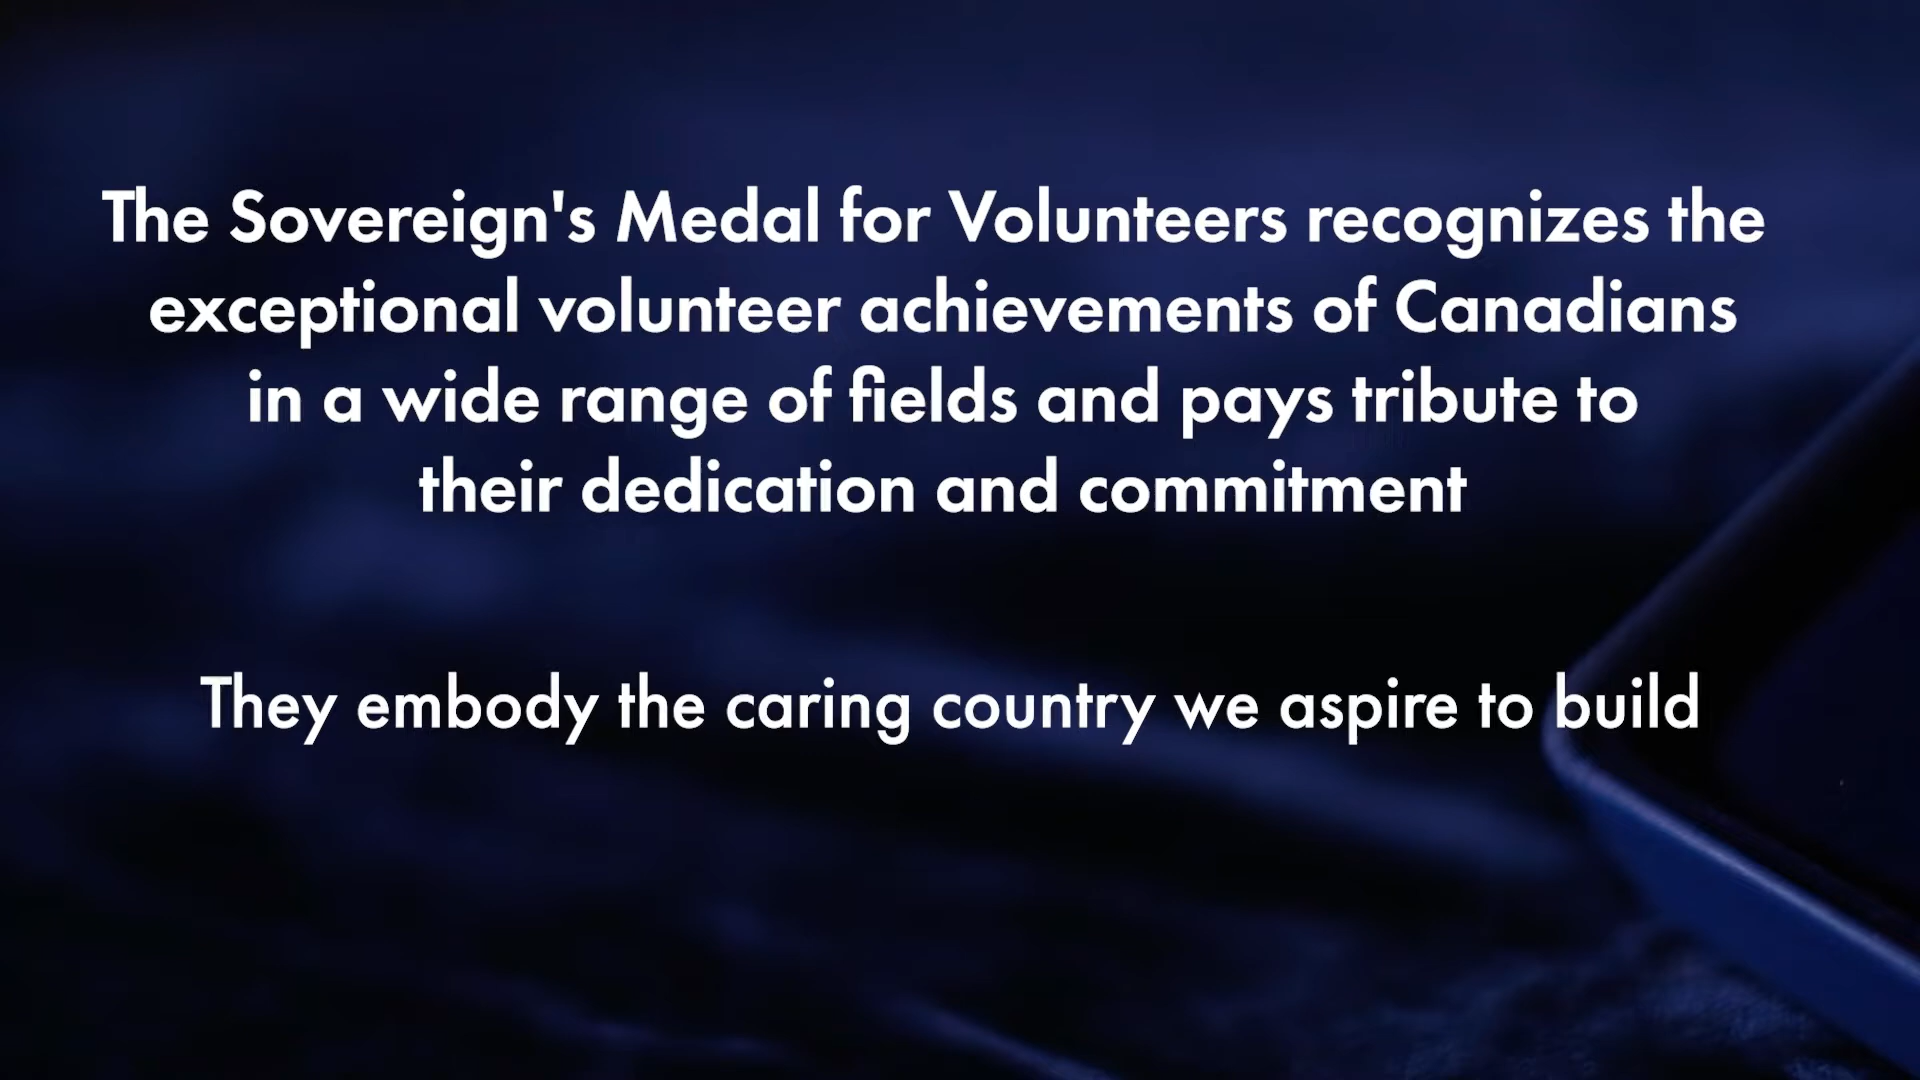 The Sovereign's Medal for Volunteers recognizes the
exceptional volunteer achievements of Canadians
in a wide range of fields and pays tribute to
their dedication and commitment
They embody the caring country we aspire to build